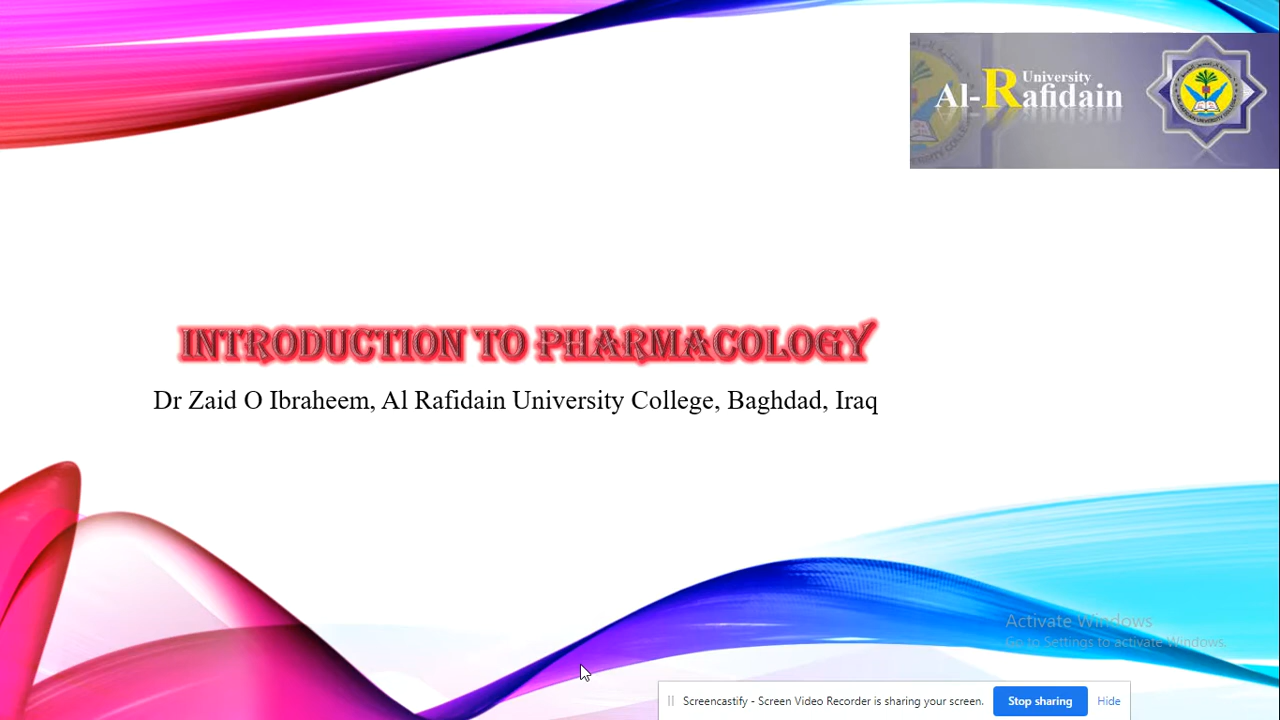 University
Al-Rafidain
INTRODUCTION TO PHARMACOLOGY
Dr Zaid O Ibraheem, Al Rafidain University College, Baghdad, Iraq
Activate Windows
Go to Settings to activate Windows.
Screencastify - Screen Video Recorder is sharing your screen.
Stop sharing
Hide